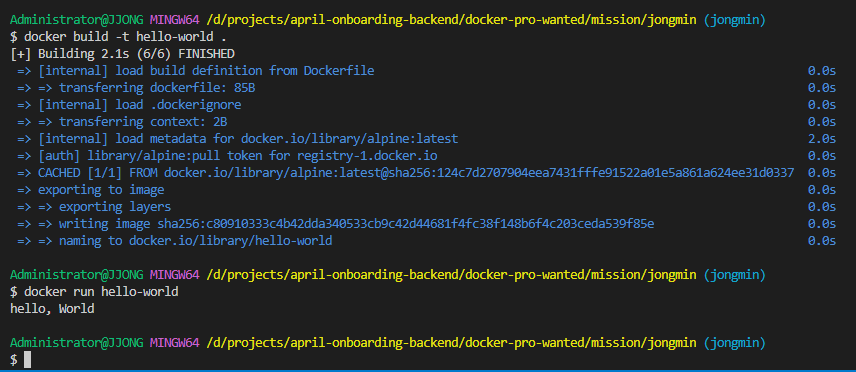 Administrator@JJONG MINGW64 /d/projects/april-onboarding-backend/docker-pro-wanted/mission/jongmin (jongmin)
$ docker build -t hello-world .
[+] Building 2.1s (6/6) FINISHED
=> [internal] load build definition from Dockerfile 0.0s
=> => transferring dockerfile: 85B 0.0s
=> [internal] load .dockerignore 0.0s
=> => transferring context: 2B 0.0s
=> [internal] load metadata for docker.io/library/alpine:latest 2.0s
=> [auth] library/alpine:pull token for registry-1.docker.io 0.0s
=> CACHED [1/1] FROM docker.io/library/alpine:latest@sha256:124c7d2707904eea7431fffe91522a01e5a861a624ee31d0337 0.0s
=> exporting to image 0.0s
=> => exporting layers 0.0s
=> => writing image sha256:c80910333c4b42dda340533cb9c42d44681f4fc38f148b6f4c203ceda539f85e 0.0s
=> => naming to docker.io/library/hello-world 0.0s
Administrator@JJONG MINGW64 /d/projects/april-onboarding-backend/docker-pro-wanted/mission/jongmin (jongmin)
$ docker run hello-world
hello, World
Administrator@JJONG MINGW64 /d/projects/april-onboarding-backend/docker-pro-wanted/mission/jongmin (jongmin)
$